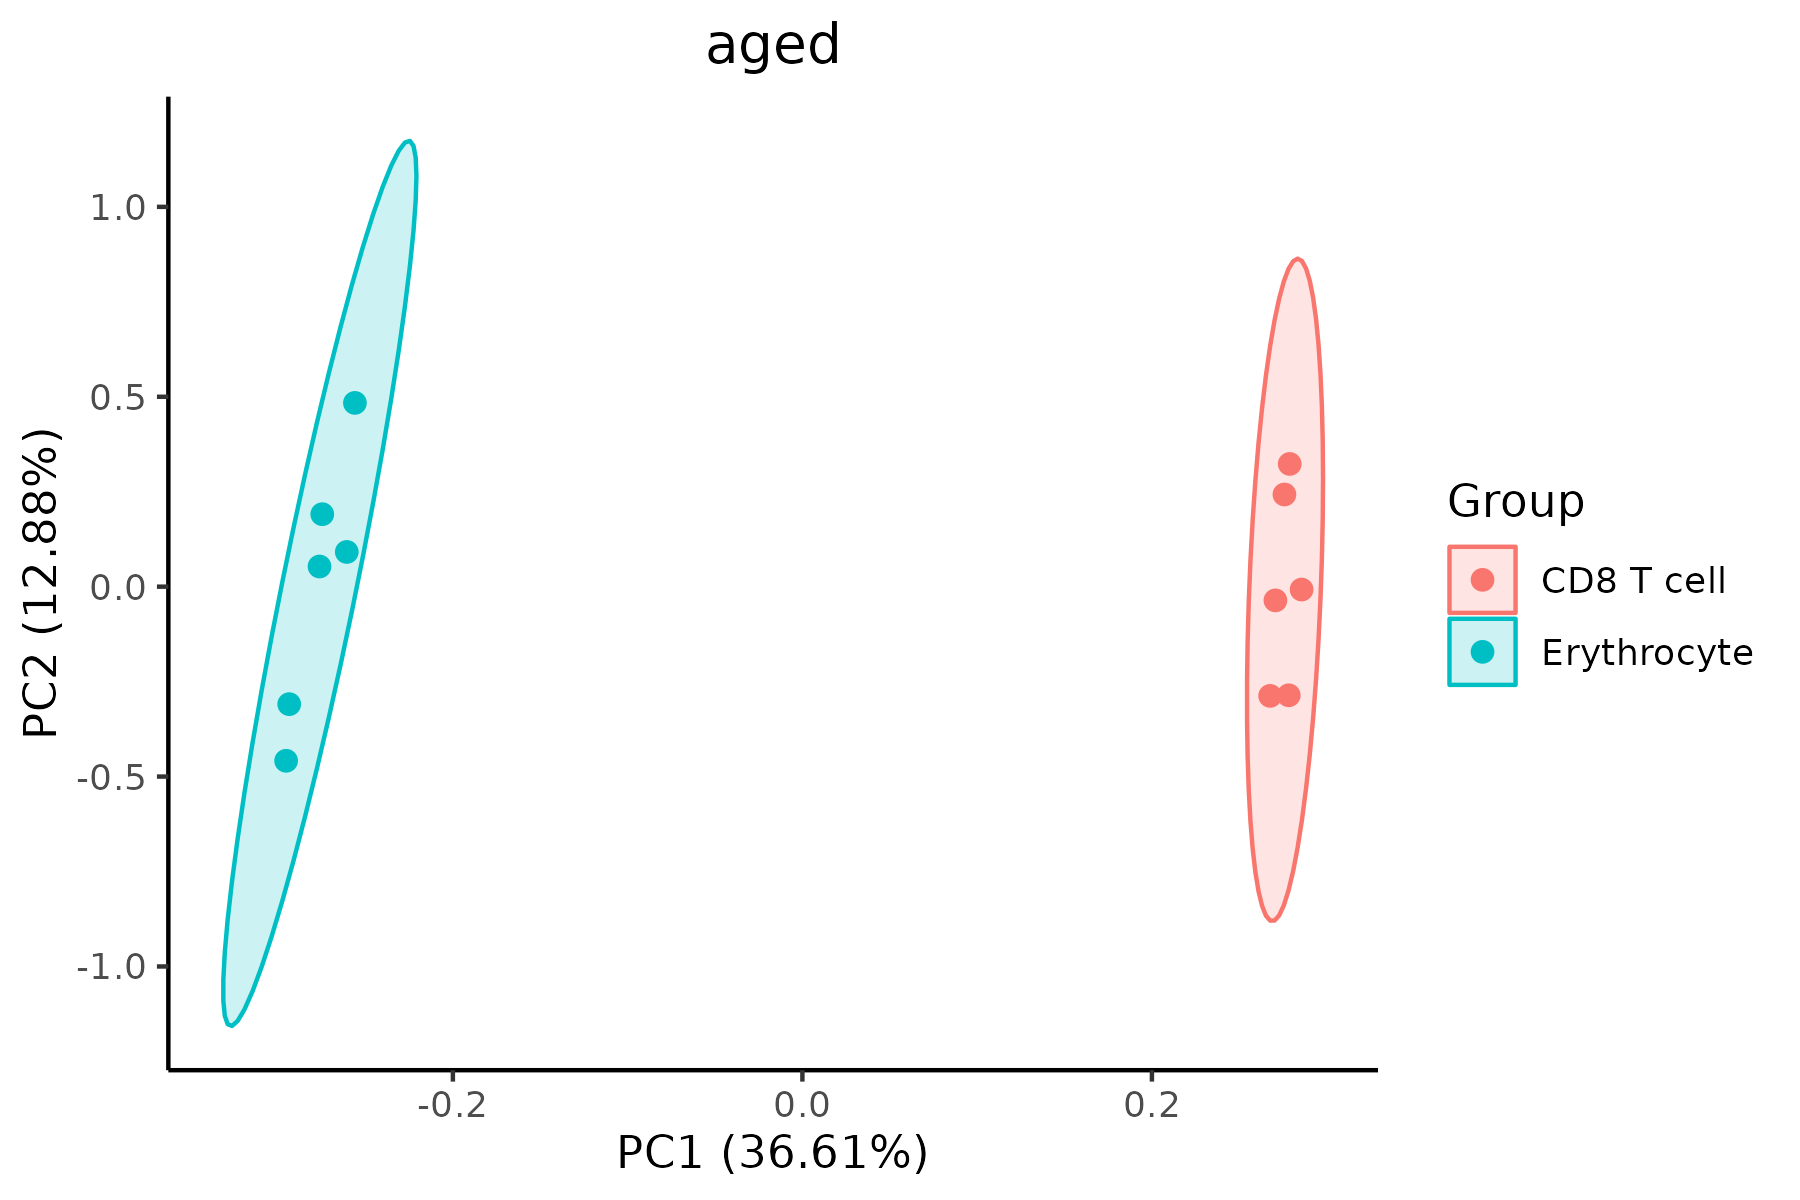 aged
1.0
0.5
0.0
-0.5
-1.0
PC2 (12.88%)
-0.2
0.0
0.2
PC1 (36.61%)
Group
CD8 T cell
Erythrocyte